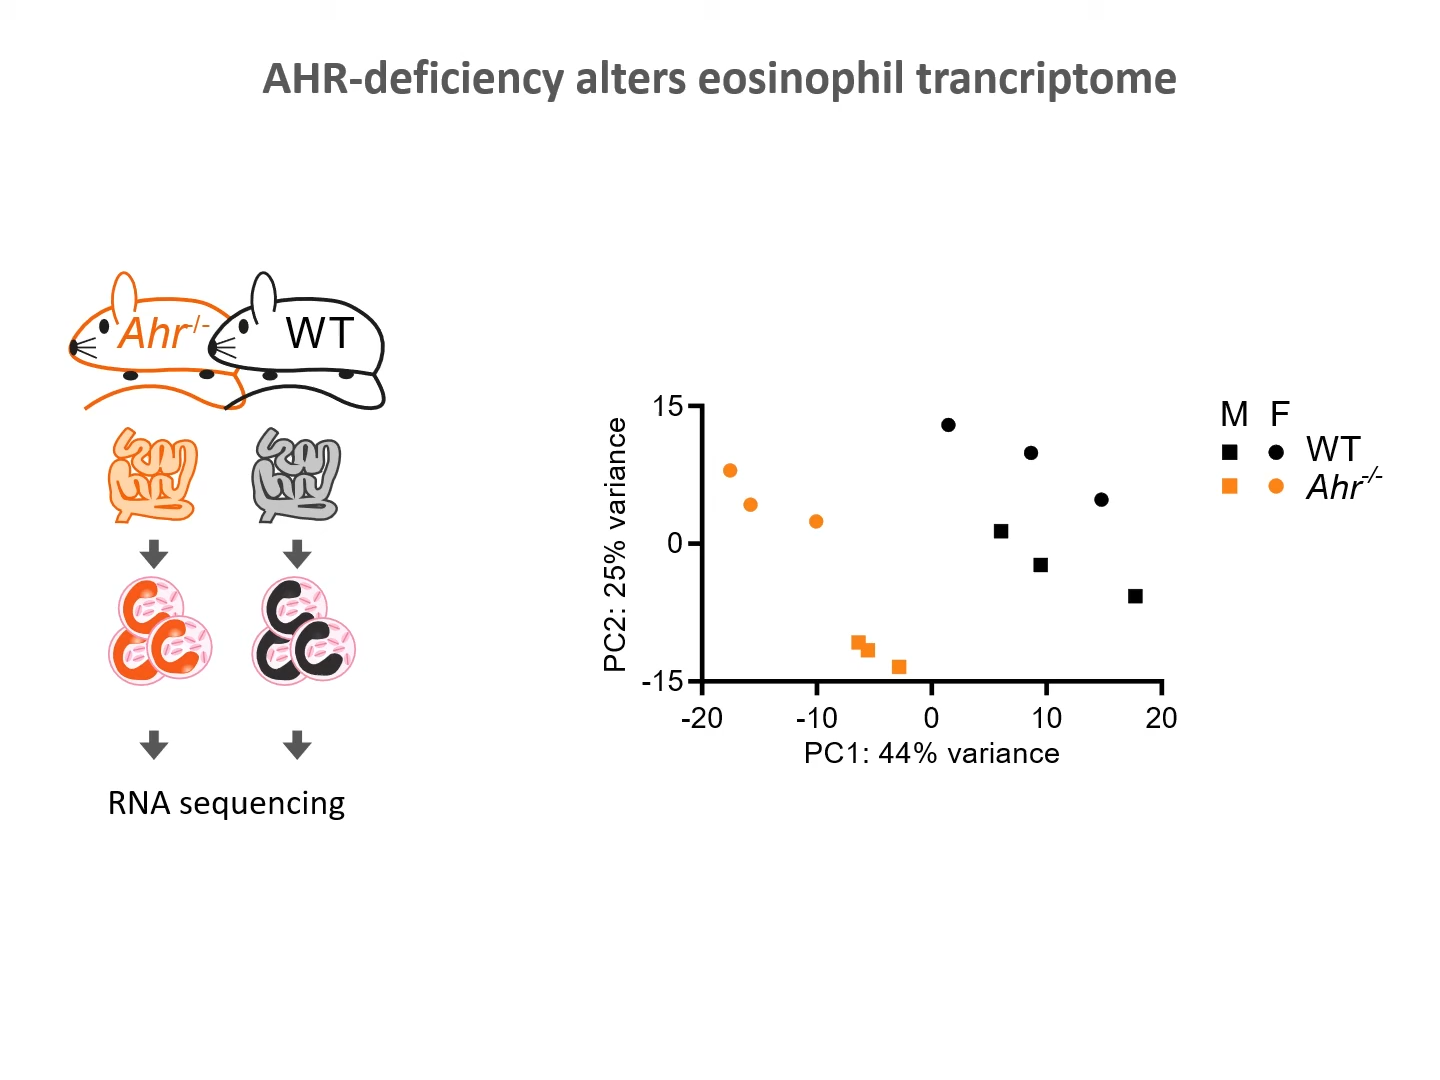 AHR-deficiency alters eosinophil trancriptome
Ahr-/-
WT
RNA sequencing
PC2: 25% variance
15
0
-15
-20 -10 0 10 20
PC1: 44% variance
M F
WT
Ahr-/-